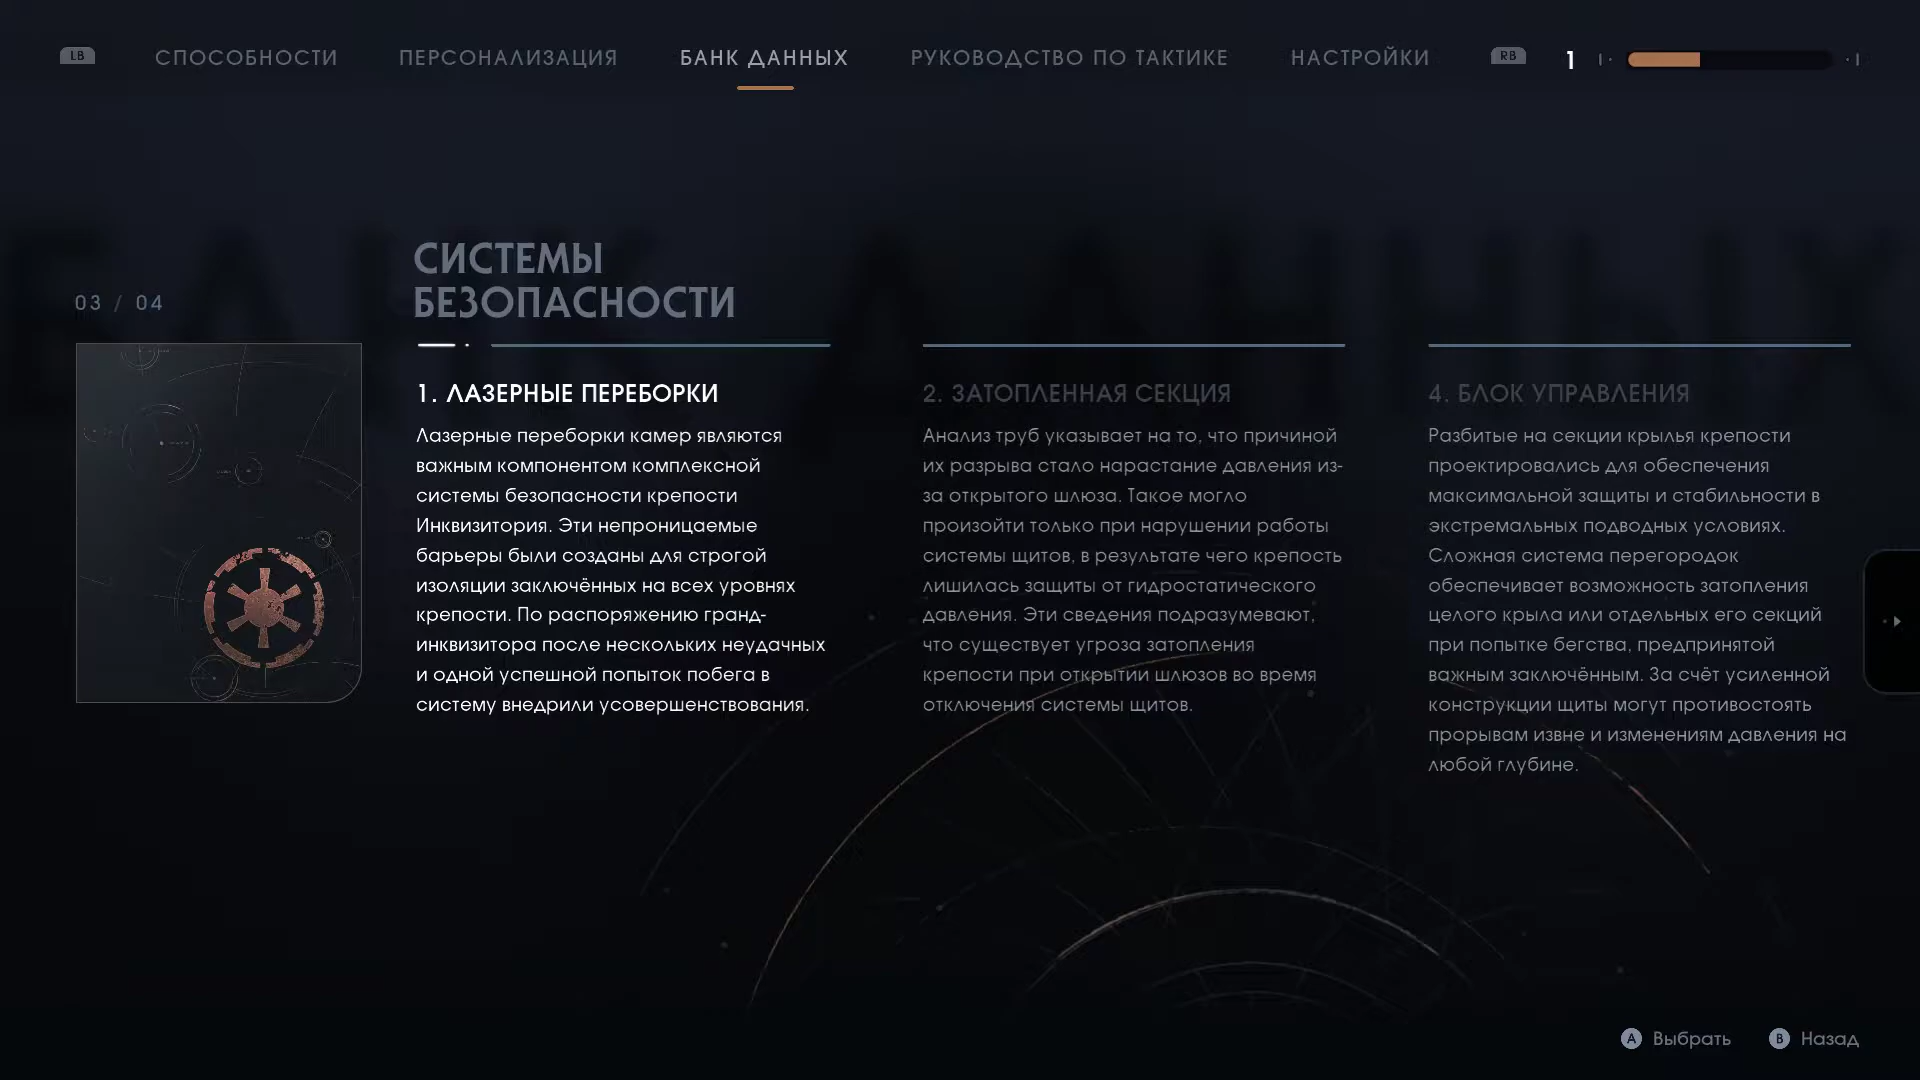 LB СПОСОБНОСТИ ПЕРСОНАЛИЗАЦИЯ БАНК ДАННЫХ РУКОВОДСТВО ПО ТАКТИКЕ НАСТРОЙКИ RB 1
БАНК ДАННЫХ
СИСТЕМЫ
БЕЗОПАСНОСТИ
03 / 04
1. ЛАЗЕРНЫЕ ПЕРЕБОРКИ
Лазерные переборки камер являются
важным компонентом комплексной
системы безопасности крепости
Инквизитория. Эти непроницаемые
барьеры были созданы для строгой
изоляции заключённых на всех уровнях
крепости. По распоряжению гранд-
инквизитора после нескольких неудачных
и одной успешной попыток побега в
систему внедрили усовершенствования.
2. ЗАТОПЛЕННАЯ СЕКЦИЯ
Анализ труб указывает на то, что причиной
их разрыва стало нарастание давления из-
за открытого шлюза. Такое могло
произойти только при нарушении работы
системы щитов, в результате чего крепость
лишилась защиты от гидростатического
давления. Эти сведения подразумевают,
что существует угроза затопления
крепости при открытии шлюзов во время
отключения системы щитов.
4. БЛОК УПРАВЛЕНИЯ
Разбитые на секции крылья крепости
проектировались для обеспечения
максимальной защиты и стабильности в
экстремальных подводных условиях.
Сложная система перегородок
обеспечивает возможность затопления
целого крыла или отдельных его секций
при попытке бегства, предпринятой
важным заключённым. За счёт усиленной
конструкции щиты могут противостоять
прорывам извне и изменениям давления на
любой глубине.
A Выбрать B Назад